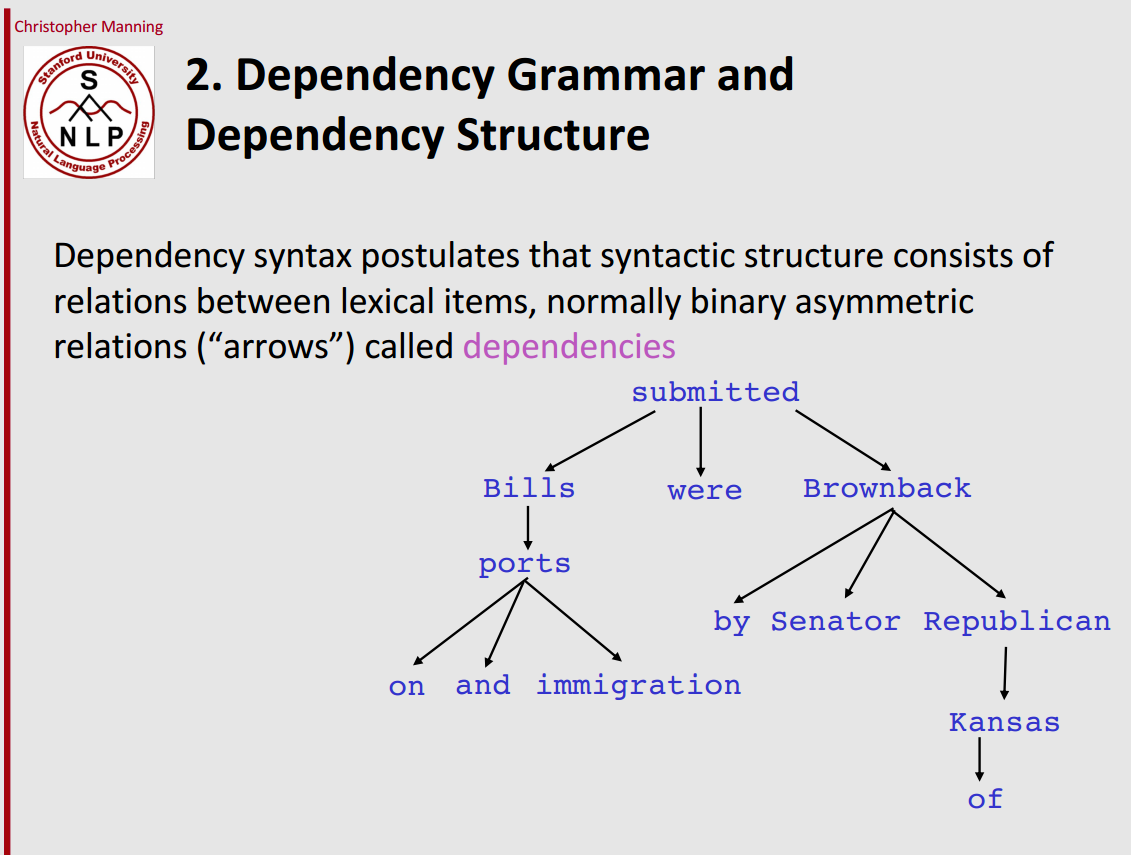 Christopher Manning
Stanford University
S
NLP
Natural Language Processing
2. Dependency Grammar and
Dependency Structure
Dependency syntax postulates that syntactic structure consists of
relations between lexical items, normally binary asymmetric
relations (“arrows”) called dependencies
submitted
Bills were Brownback
ports
by Senator Republican
on and immigration
Kansas
of